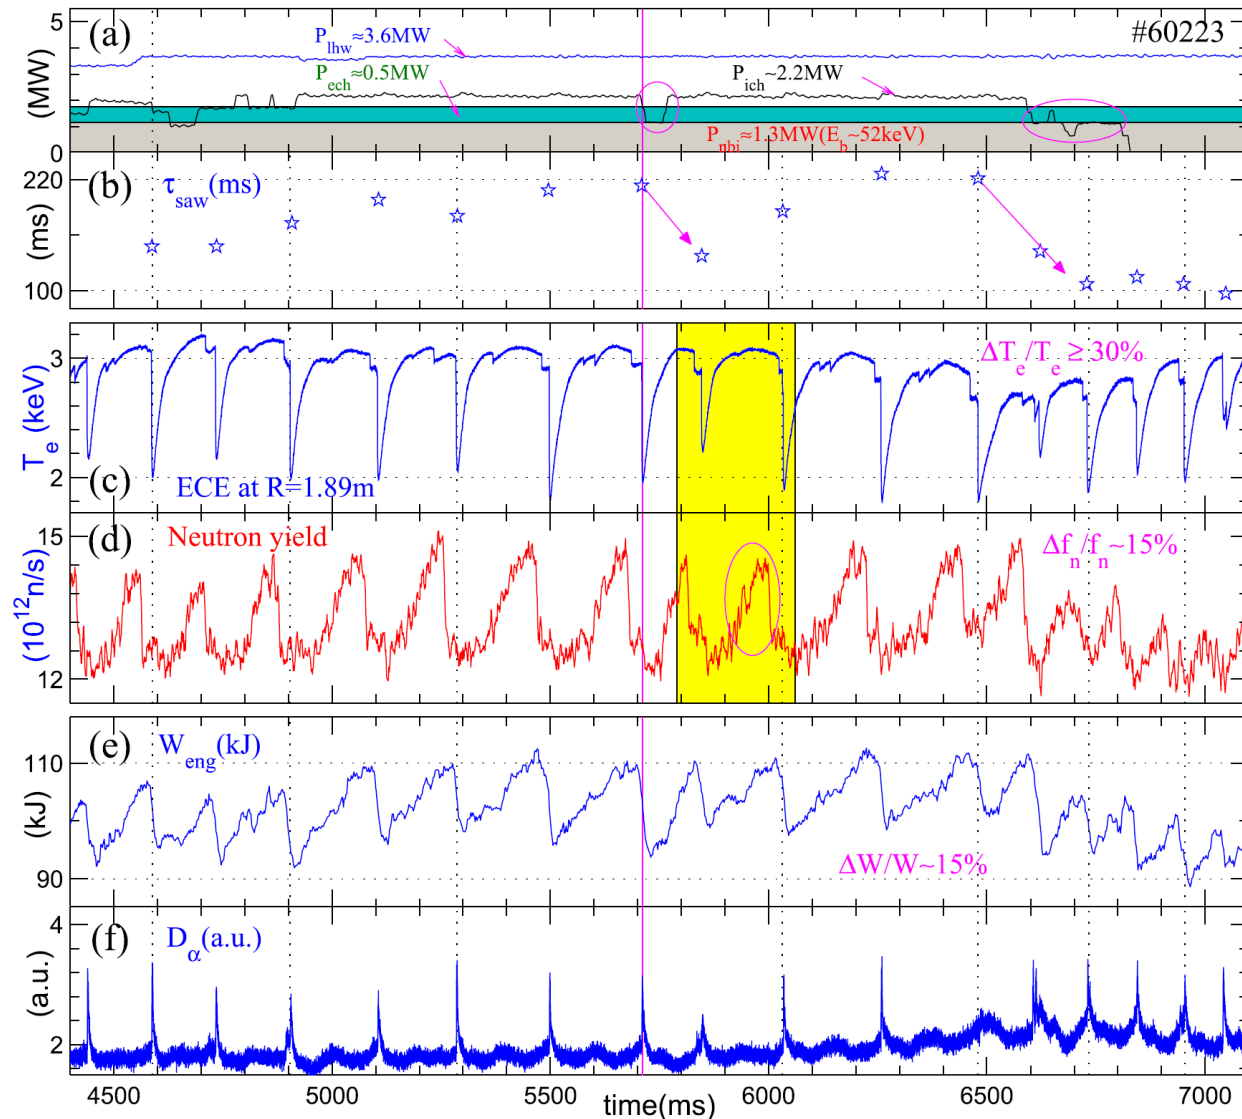 (a)
#60223
P_lhw≈3.6MW
P_ech≈0.5MW
P_ich~2.2MW
P_nbi≈1.3MW(E_b~52keV)
(MW)
5
0
(b)
τ_saw(ms)
(ms)
220
100
(c)
ΔT_e/T_e ≥ 30%
T_e (keV)
3
2
ECE at R=1.89m
(d)
Neutron yield
Δf_n/f_n~15%
(10^12n/s)
15
12
(e)
W_eng(kJ)
ΔW/W~15%
(kJ)
110
90
(f)
D_α(a.u.)
(a.u.)
4
2
4500 5000 5500 6000 6500 7000
time(ms)